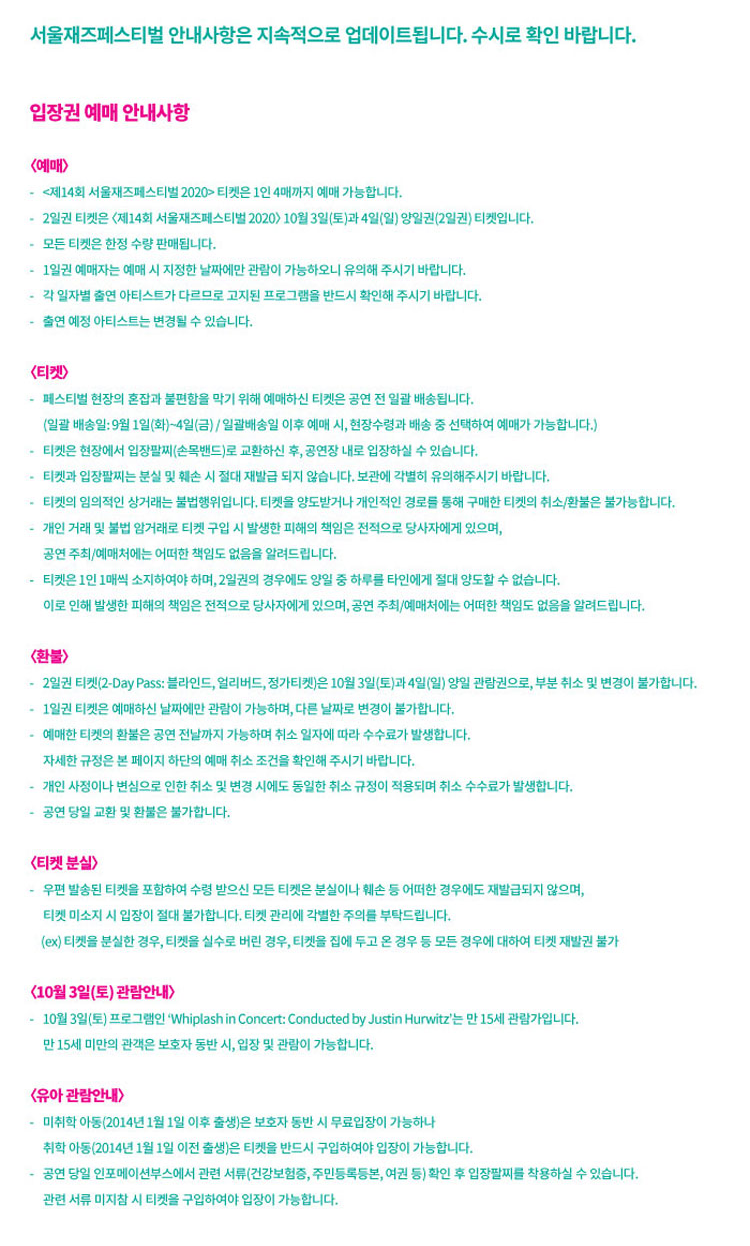 서울재즈페스티벌 안내사항은 지속적으로 업데이트됩니다. 수시로 확인 바랍니다.
입장권 예매 안내사항
〈예매〉
- <제14회 서울재즈페스티벌 2020> 티켓은 1인 4매까지 예매 가능합니다.
- 2일권 티켓은 〈제14회 서울재즈페스티벌 2020〉 10월 3일(토)과 4일(일) 양일권(2일권) 티켓입니다.
- 모든 티켓은 한정 수량 판매됩니다.
- 1일권 예매자는 예매 시 지정한 날짜에만 관람이 가능하오니 유의해 주시기 바랍니다.
- 각 일자별 출연 아티스트가 다르므로 고지된 프로그램을 반드시 확인해 주시기 바랍니다.
- 출연 예정 아티스트는 변경될 수 있습니다.
〈티켓〉
- 페스티벌 현장의 혼잡과 불편함을 막기 위해 예매하신 티켓은 공연 전 일괄 배송됩니다.
(일괄 배송일: 9월 1일(화)~4일(금) / 일괄배송일 이후 예매 시, 현장수령과 배송 중 선택하여 예매가 가능합니다.)
- 티켓은 현장에서 입장팔찌(손목밴드)로 교환하신 후, 공연장 내로 입장하실 수 있습니다.
- 티켓과 입장팔찌는 분실 및 훼손 시 절대 재발급 되지 않습니다. 보관에 각별히 유의해주시기 바랍니다.
- 티켓의 임의적인 상거래는 불법행위입니다. 티켓을 양도받거나 개인적인 경로를 통해 구매한 티켓의 취소/환불은 불가능합니다.
- 개인 거래 및 불법 암거래로 티켓 구입 시 발생한 피해의 책임은 전적으로 당사자에게 있으며,
공연 주최/예매처에는 어떠한 책임도 없음을 알려드립니다.
- 티켓은 1인 1매씩 소지하여야 하며, 2일권의 경우에도 양일 중 하루를 타인에게 절대 양도할 수 없습니다.
이로 인해 발생한 피해의 책임은 전적으로 당사자에게 있으며, 공연 주최/예매처에는 어떠한 책임도 없음을 알려드립니다.
〈환불〉
- 2일권 티켓(2-Day Pass: 블라인드, 얼리버드, 정가티켓)은 10월 3일(토)과 4일(일) 양일 관람권으로, 부분 취소 및 변경이 불가합니다.
- 1일권 티켓은 예매하신 날짜에만 관람이 가능하며, 다른 날짜로 변경이 불가합니다.
- 예매한 티켓의 환불은 공연 전날까지 가능하며 취소 일자에 따라 수수료가 발생합니다.
자세한 규정은 본 페이지 하단의 예매 취소 조건을 확인해 주시기 바랍니다.
- 개인 사정이나 변심으로 인한 취소 및 변경 시에도 동일한 취소 규정이 적용되며 취소 수수료가 발생합니다.
- 공연 당일 교환 및 환불은 불가합니다.
〈티켓 분실〉
- 우편 발송된 티켓을 포함하여 수령 받으신 모든 티켓은 분실이나 훼손 등 어떠한 경우에도 재발급되지 않으며,
티켓 미소지 시 입장이 절대 불가합니다. 티켓 관리에 각별한 주의를 부탁드립니다.
(ex) 티켓을 분실한 경우, 티켓을 실수로 버린 경우, 티켓을 집에 두고 온 경우 등 모든 경우에 대하여 티켓 재발권 불가
〈10월 3일(토) 관람안내〉
- 10월 3일(토) 프로그램인 ‘Whiplash in Concert: Conducted by Justin Hurwitz’는 만 15세 관람가입니다.
만 15세 미만의 관객은 보호자 동반 시, 입장 및 관람이 가능합니다.
〈유아 관람안내〉
- 미취학 아동(2014년 1월 1일 이후 출생)은 보호자 동반 시 무료입장이 가능하나
취학 아동(2014년 1월 1일 이전 출생)은 티켓을 반드시 구입하여야 입장이 가능합니다.
- 공연 당일 인포메이션부스에서 관련 서류(건강보험증, 주민등록등본, 여권 등) 확인 후 입장팔찌를 착용하실 수 있습니다.
관련 서류 미지참 시 티켓을 구입하여야 입장이 가능합니다.